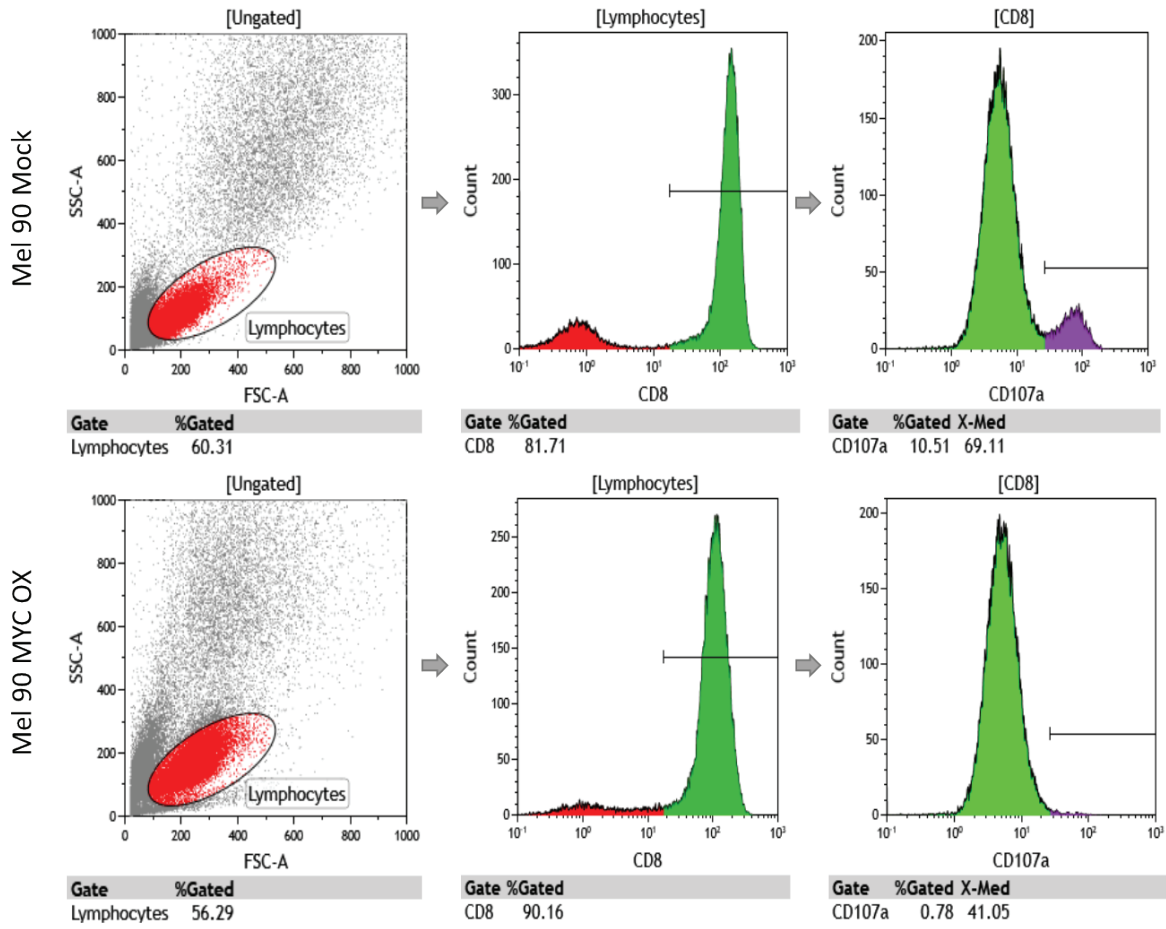 Mel 90 Mock
[Ungated]
SSC-A
1000
800
600
400
200
0
0 200 400 600 800 1000
Lymphocytes
FSC-A
Gate %Gated
Lymphocytes 60.31
[Lymphocytes]
Count
300
200
100
0
10-1 100 101 102 103
CD8
Gate %Gated
CD8 81.71
[CD8]
Count
200
150
100
50
0
10-1 100 101 102 103
CD107a
Gate %Gated X-Med
CD107a 10.51 69.11
Mel 90 MYC OX
[Ungated]
SSC-A
1000
800
600
400
200
0
0 200 400 600 800 1000
Lymphocytes
FSC-A
Gate %Gated
Lymphocytes 56.29
[Lymphocytes]
Count
250
200
150
100
50
0
10-1 100 101 102 103
CD8
Gate %Gated
CD8 90.16
[CD8]
Count
200
150
100
50
0
10-1 100 101 102 103
CD107a
Gate %Gated X-Med
CD107a 0.78 41.05